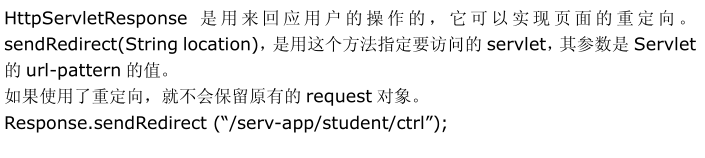 HttpServletResponse 是用来回应用户的操作的，它可以实现页面的重定向。
sendRedirect(String location)，是用这个方法指定要访问的 servlet，其参数是 Servlet
的 url-pattern 的值。
如果使用了重定向，就不会保留原有的 request 对象。
Response.sendRedirect (“/serv-app/student/ctrl”);